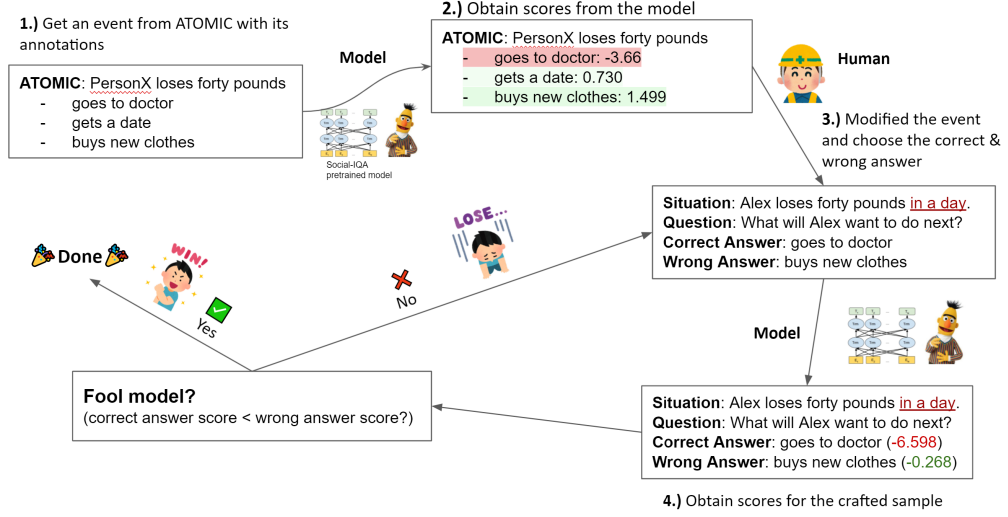 1.) Get an event from ATOMIC with its
annotations
ATOMIC: PersonX loses forty pounds
- goes to doctor
- gets a date
- buys new clothes
Model
Social-IQA
pretrained model
2.) Obtain scores from the model
ATOMIC: PersonX loses forty pounds
- goes to doctor: -3.66
- gets a date: 0.730
- buys new clothes: 1.499
Human
3.) Modified the event
and choose the correct &
wrong answer
Situation: Alex loses forty pounds in a day.
Question: What will Alex want to do next?
Correct Answer: goes to doctor
Wrong Answer: buys new clothes
Model
Situation: Alex loses forty pounds in a day.
Question: What will Alex want to do next?
Correct Answer: goes to doctor (-6.598)
Wrong Answer: buys new clothes (-0.268)
4.) Obtain scores for the crafted sample
Fool model?
(correct answer score < wrong answer score?)
No
LOSE...
Yes
WIN!
Done